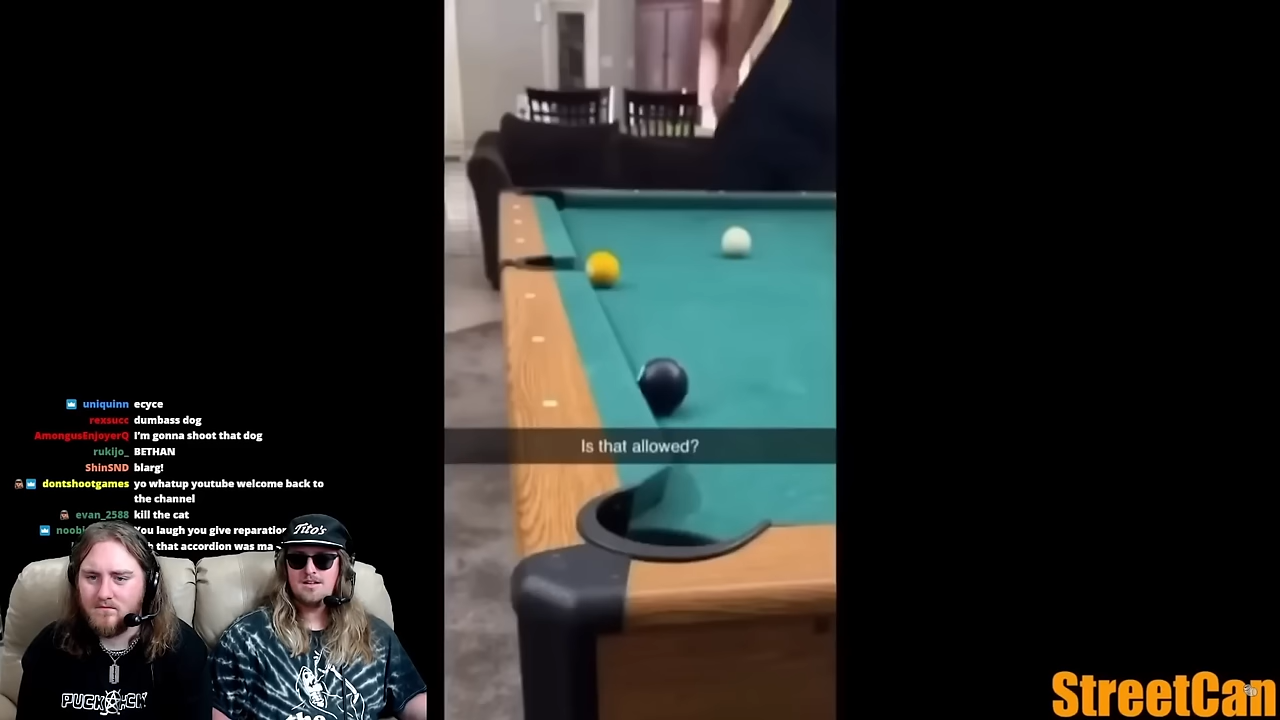 uniquinn ecyce
rexsucc dumbass dog
AmongusEnjoyerQ I'm gonna shoot that dog
rukijo_ BETHAN
ShinSND blarg!
dontshootgames yo whatup youtube welcome back to
the channel
evan_2588 kill the cat
You laugh you give
that accordion was ma
Is that allowed?
Tito's
the
StreetCan